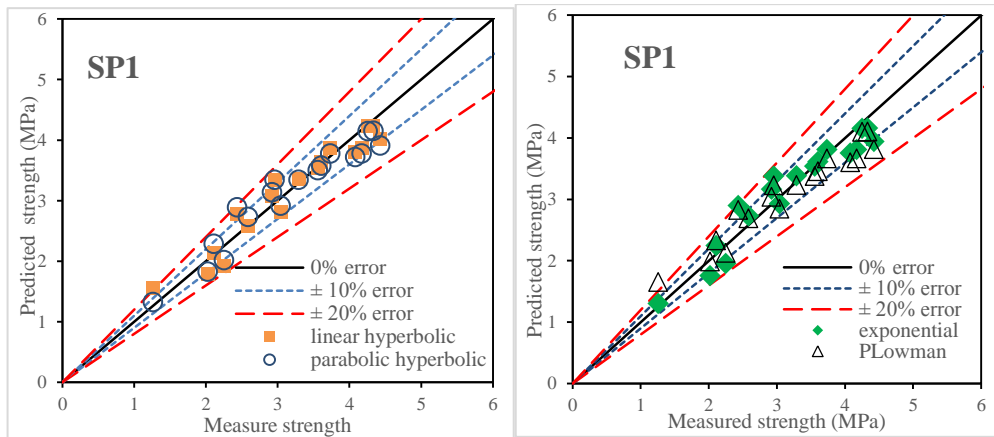 SP1
Predicted strength (MPa)
6
5
4
3
2
1
0
0% error
± 10% error
± 20% error
linear hyperbolic
parabolic hyperbolic
0 1 2 3 4 5 6
Measure strength
SP1
Predicted strength (MPa)
6
5
4
3
2
1
0
0% error
± 10% error
± 20% error
exponential
PLowman
0 1 2 3 4 5 6
Measured strength (MPa)